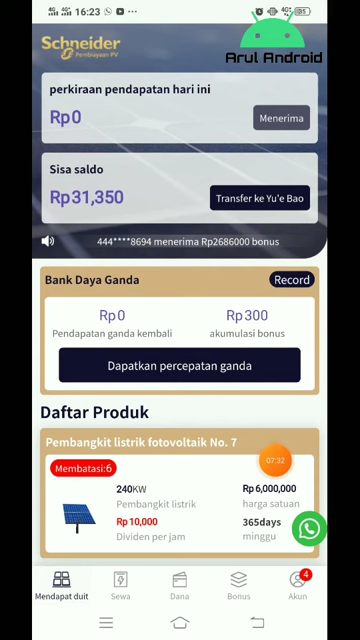 16:23
85
Schneider
Pembiayaan PV
Arul Android
perkiraan pendapatan hari ini
Rp0
Menerima
Sisa saldo
Rp31,350
Transfer ke Yu'e Bao
444****8694 menerima Rp2686000 bonus
Bank Daya Ganda
Record
Rp0
Rp300
Pendapatan ganda kembali
akumulasi bonus
Dapatkan percepatan ganda
Daftar Produk
Pembangkit listrik fotovoltaik No. 7
Membatasi:6
07:32
240KW
Rp 6,000,000
Pembangkit listrik
harga satuan
Rp 10,000
365days
Dividen per jam
minggu
4
Mendapat duit
Sewa
Dana
Bonus
Akun